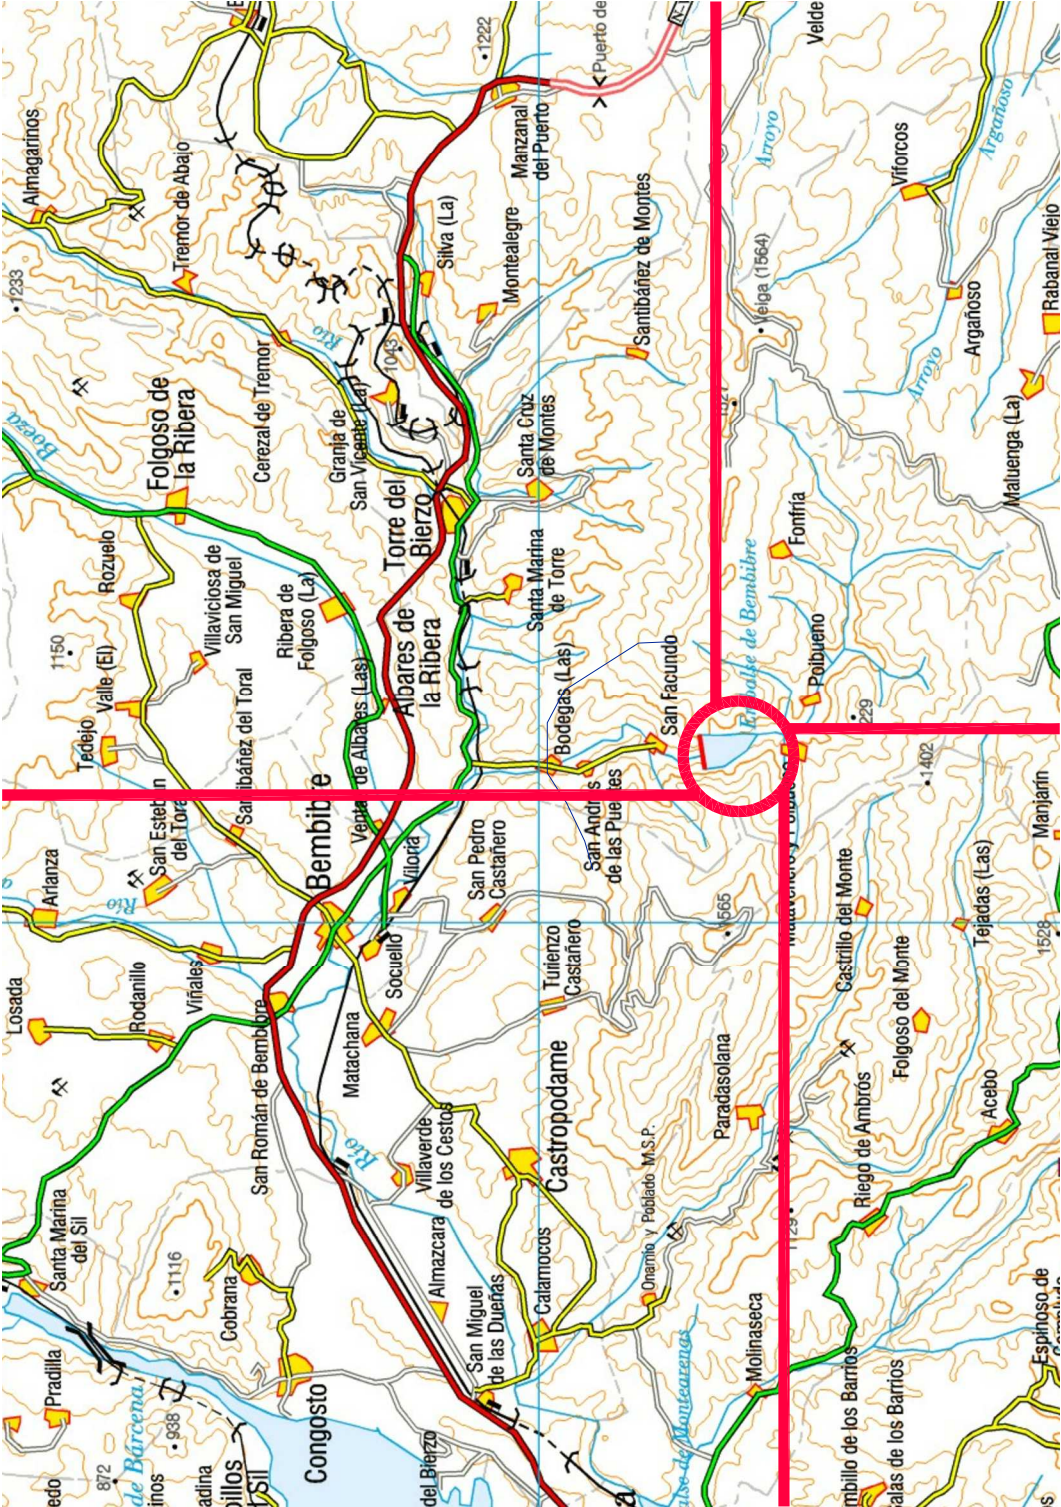 Almagarinos
1233
Tremor de Abajo
1222
Puerto de
N-
Velde
Manzanal
del Puerto
Silva (La)
Montealegre
Santibáñez de Montes
Arroyo
Viforcos
Argañoso
Rabanal Viejo
Veiga (1564)
Argañoso
Arroyo
Boeza
Folgoso de
la Ribera
Cerezal de Tremor
Río
1043
Granja de
San Vicente (La)
Santa Cruz
de Montes
Maluenga (La)
Torre del
Bierzo
Fonfría
Rozuelo
Villaviciosa de
San Miguel
Ribera de
Folgoso (La)
Santa Marina
de Torre
Albares de
la Ribera
1150
Valle (El)
Tedejo
Santibáñez del Toral
Venta de Albares (Las)
Bodegas (Las)
San Facundo
Embalse de Bembibre
Poibueno
229
San Esteban
del Toral
Bembibre
Viloria
San Pedro
Castañero
San Andrés
de las Puentes
1402
Manjarín
Arlanza
Río
Castrillo del Monte
Tejadas (Las)
1528
1565
Losada
Rodanillo
Viñales
San Román de Bembibre
Socuello
Matachana
Turienzo
Castañero
Folgoso del Monte
Paradasolana
Castropodame
Río
Villaverde
de los Cestos
Riego de Ambrós
Acebo
Santa Marina
del Sil
1116
Cobrana
Almazcara
San Miguel
de las Dueñas
Calamocos
Onamio y Poblado M.S.P.
1129
Molinaseca
Pradilla
de Bárcena
938
872
Congosto
del Bierzo
Espinoso de